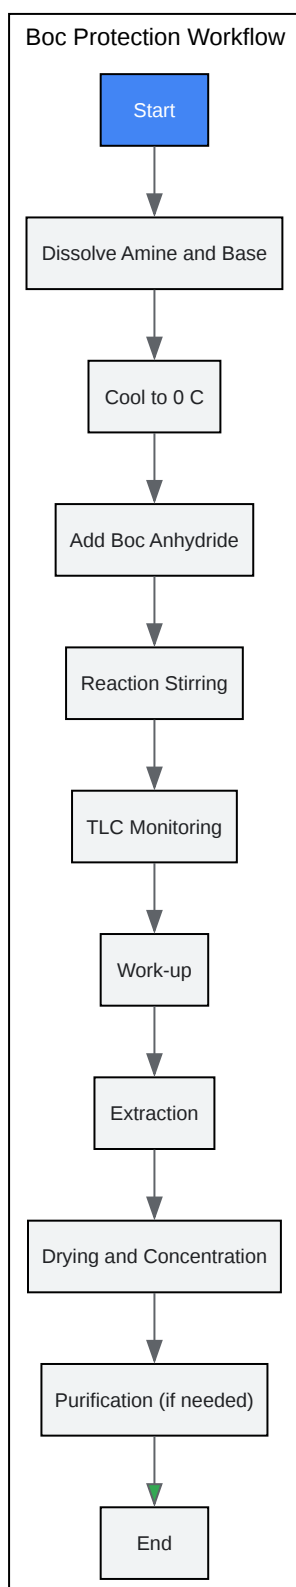 Boc Protection Workflow
Start
Dissolve Amine and Base
Cool to 0 C
Add Boc Anhydride
Reaction Stirring
TLC Monitoring
Work-up
Extraction
Drying and Concentration
Purification (if needed)
End